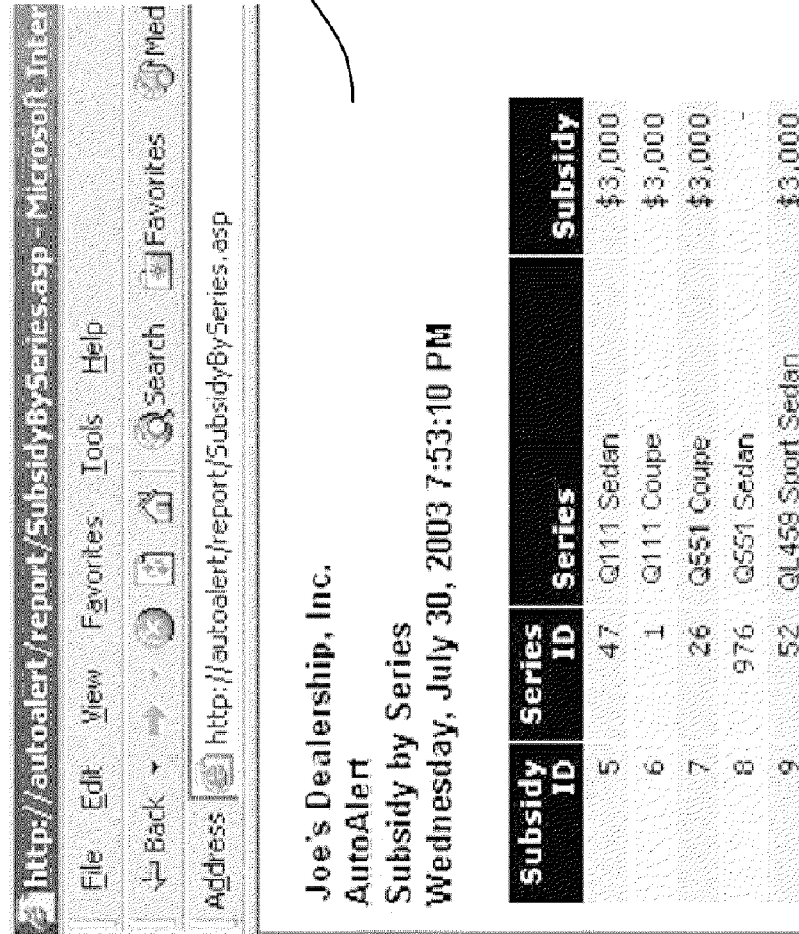 http://autoalert/report/SubsidyBySeries.asp - Microsoft Inter
File Edit View Favorites Tools Help
Back Search Favorites Med
Address http://autoalert/report/SubsidyBySeries.asp
Joe's Dealership, Inc.
AutoAlert
Subsidy by Series
Wednesday, July 30, 2003 7:53:10 PM
Subsidy ID Series ID Series Subsidy
5 47 Q111 Sedan $3,000
6 1 Q111 Coupe $3,000
7 26 Q551 Coupe $3,000
8 976 Q551 Sedan -
9 52 QL459 Sport Sedan $3,000